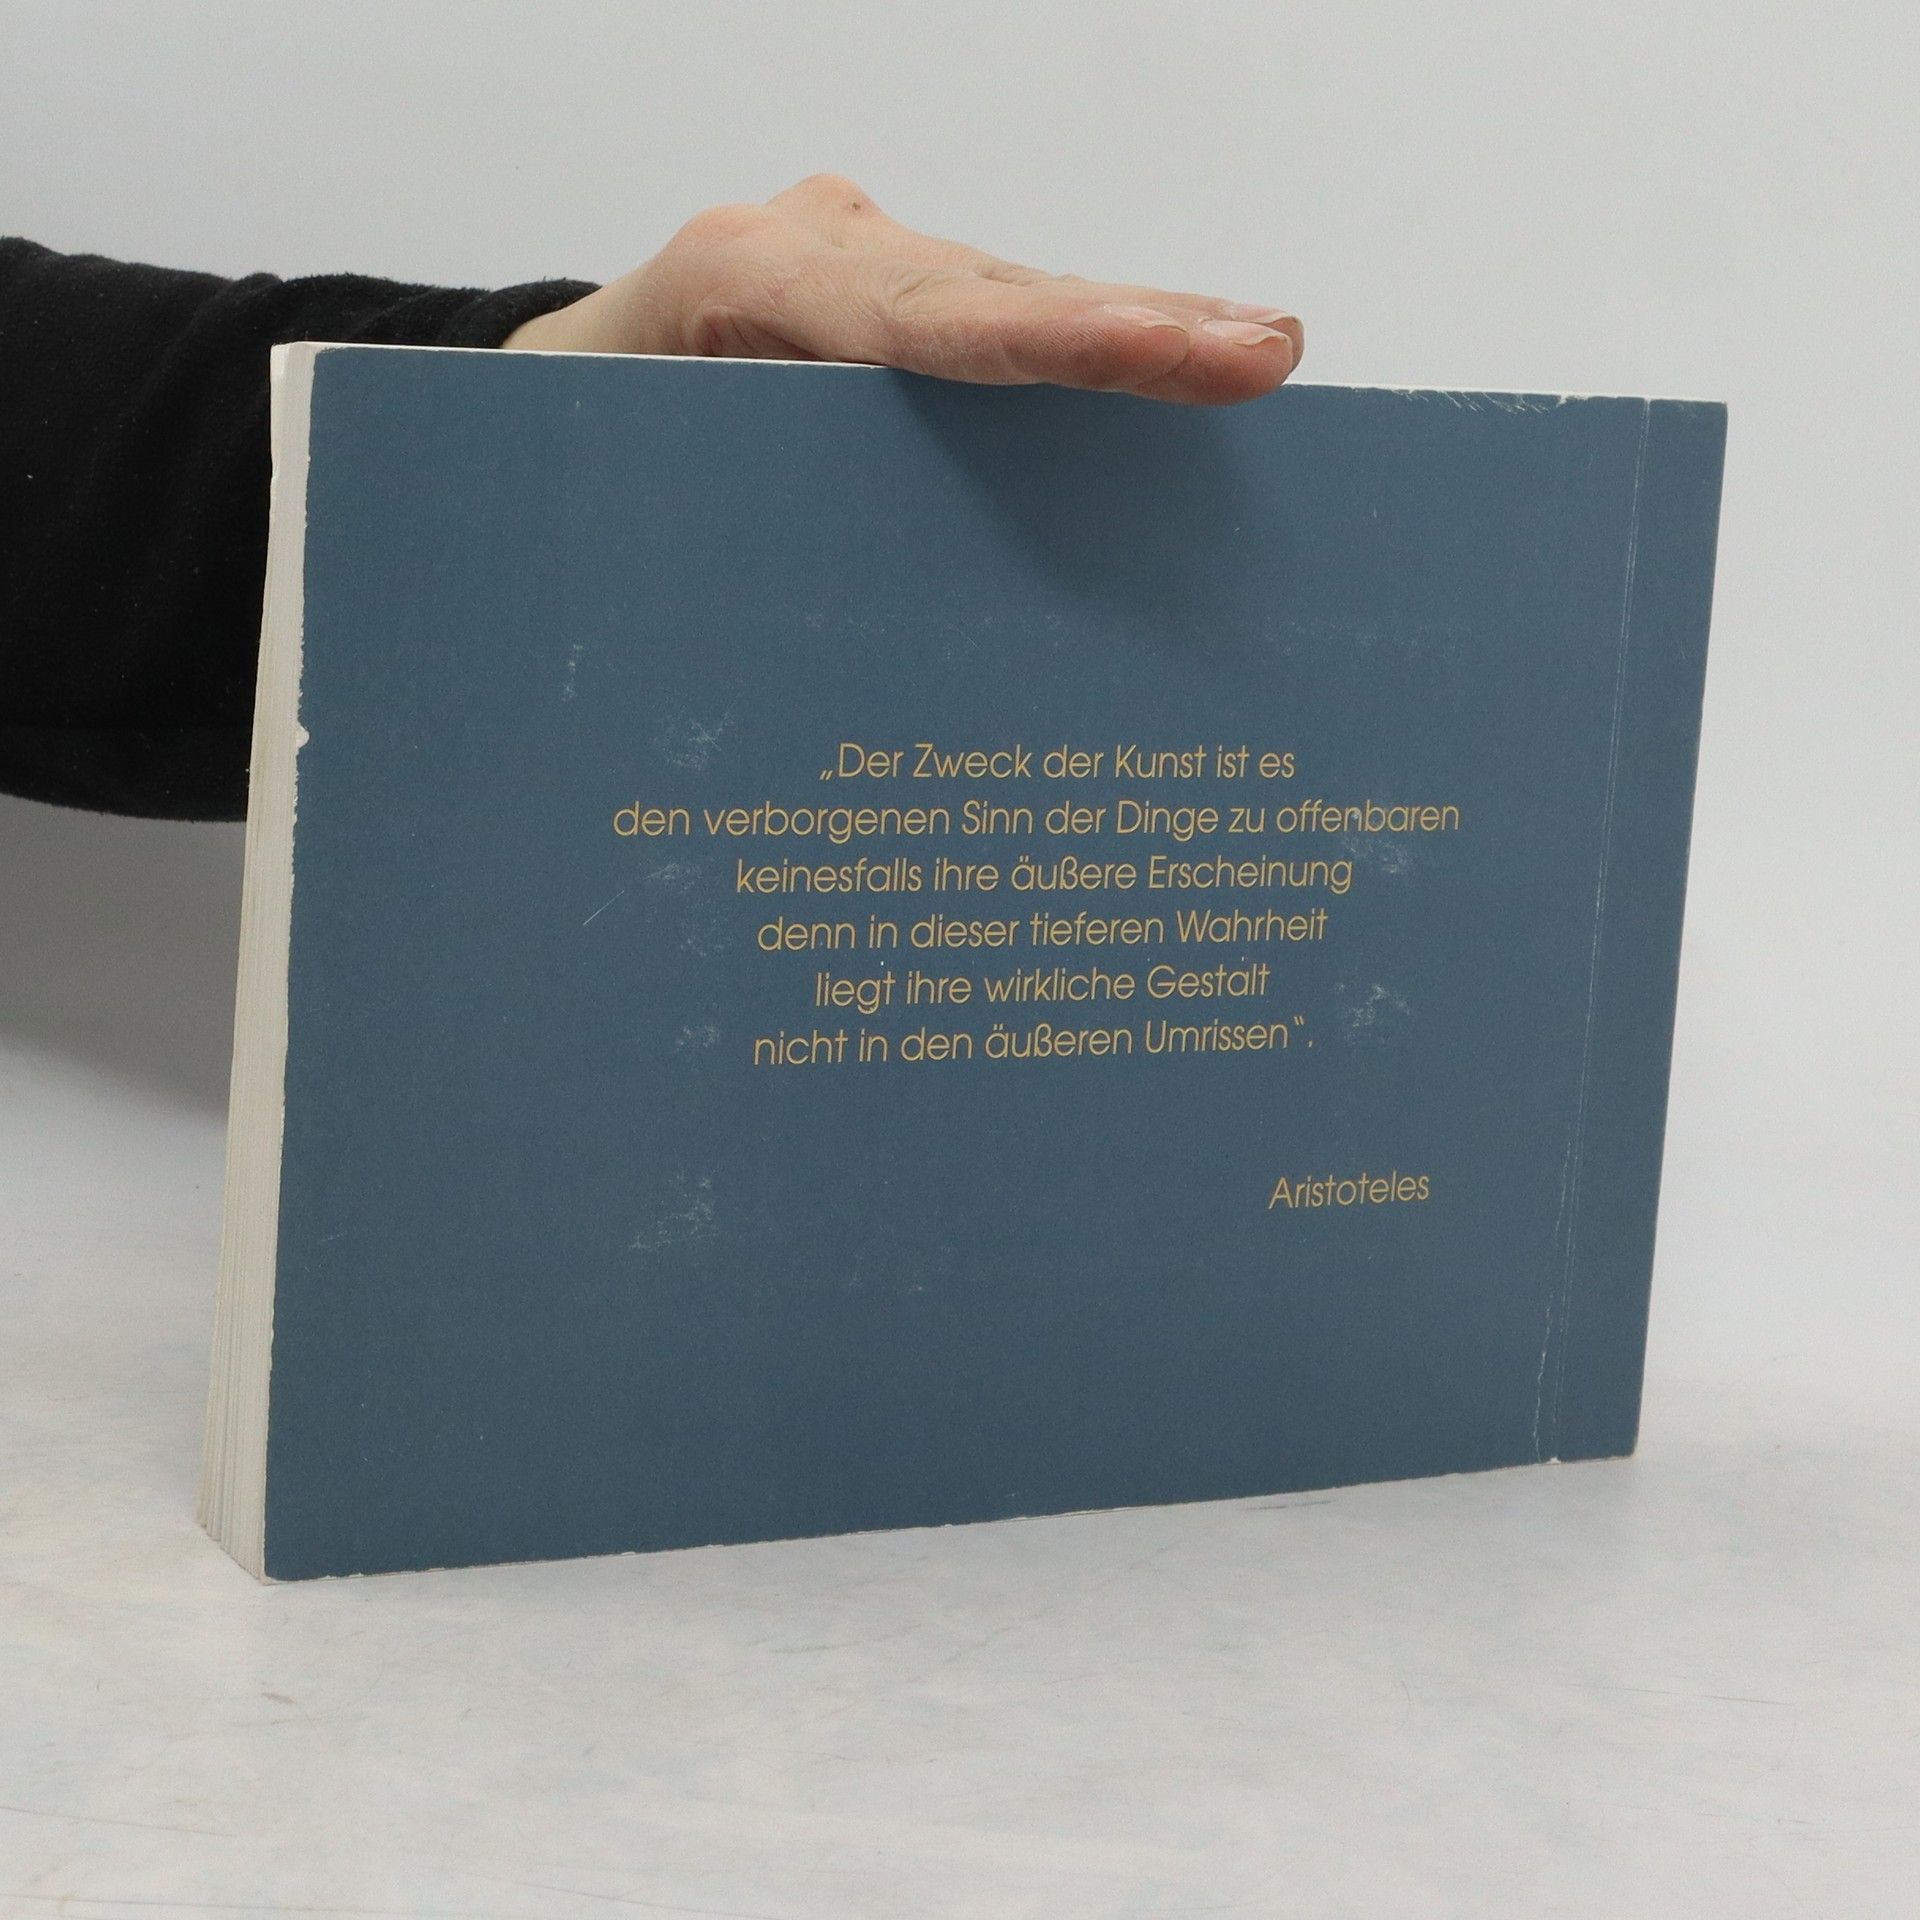 „Der Zweck der Kunst ist es
den verborgenen Sinn der Dinge zu offenbaren
keinesfalls ihre äußere Erscheinung
denn in dieser tieferen Wahrheit
liegt ihre wirkliche Gestalt
nicht in den äußeren Umrissen“.
Aristoteles